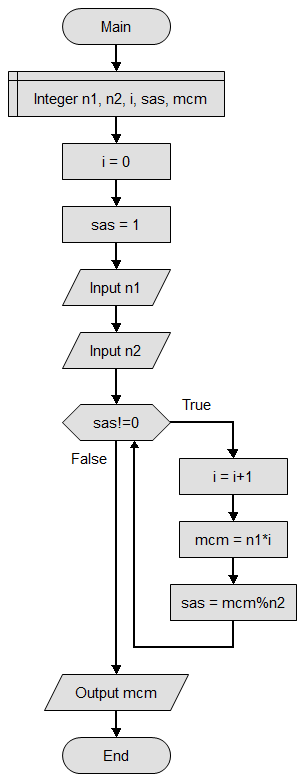 Main
Integer n1, n2, i, sas, mcm
i = 0
sas = 1
Input n1
Input n2
sas!=0
True
False
i = i+1
mcm = n1*i
sas = mcm%n2
Output mcm
End